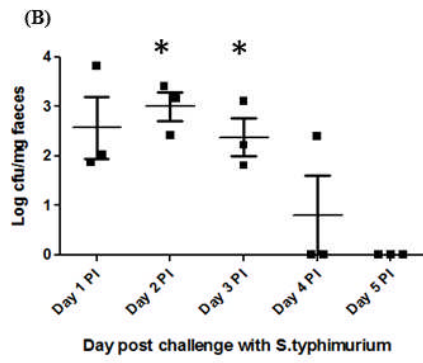 (B)
* *
4
3
2
1
0
Log cfu/mg faeces
Day 1 PI
Day 2 PI
Day 3 PI
Day 4 PI
Day 5 PI
Day post challenge with S.typhimurium